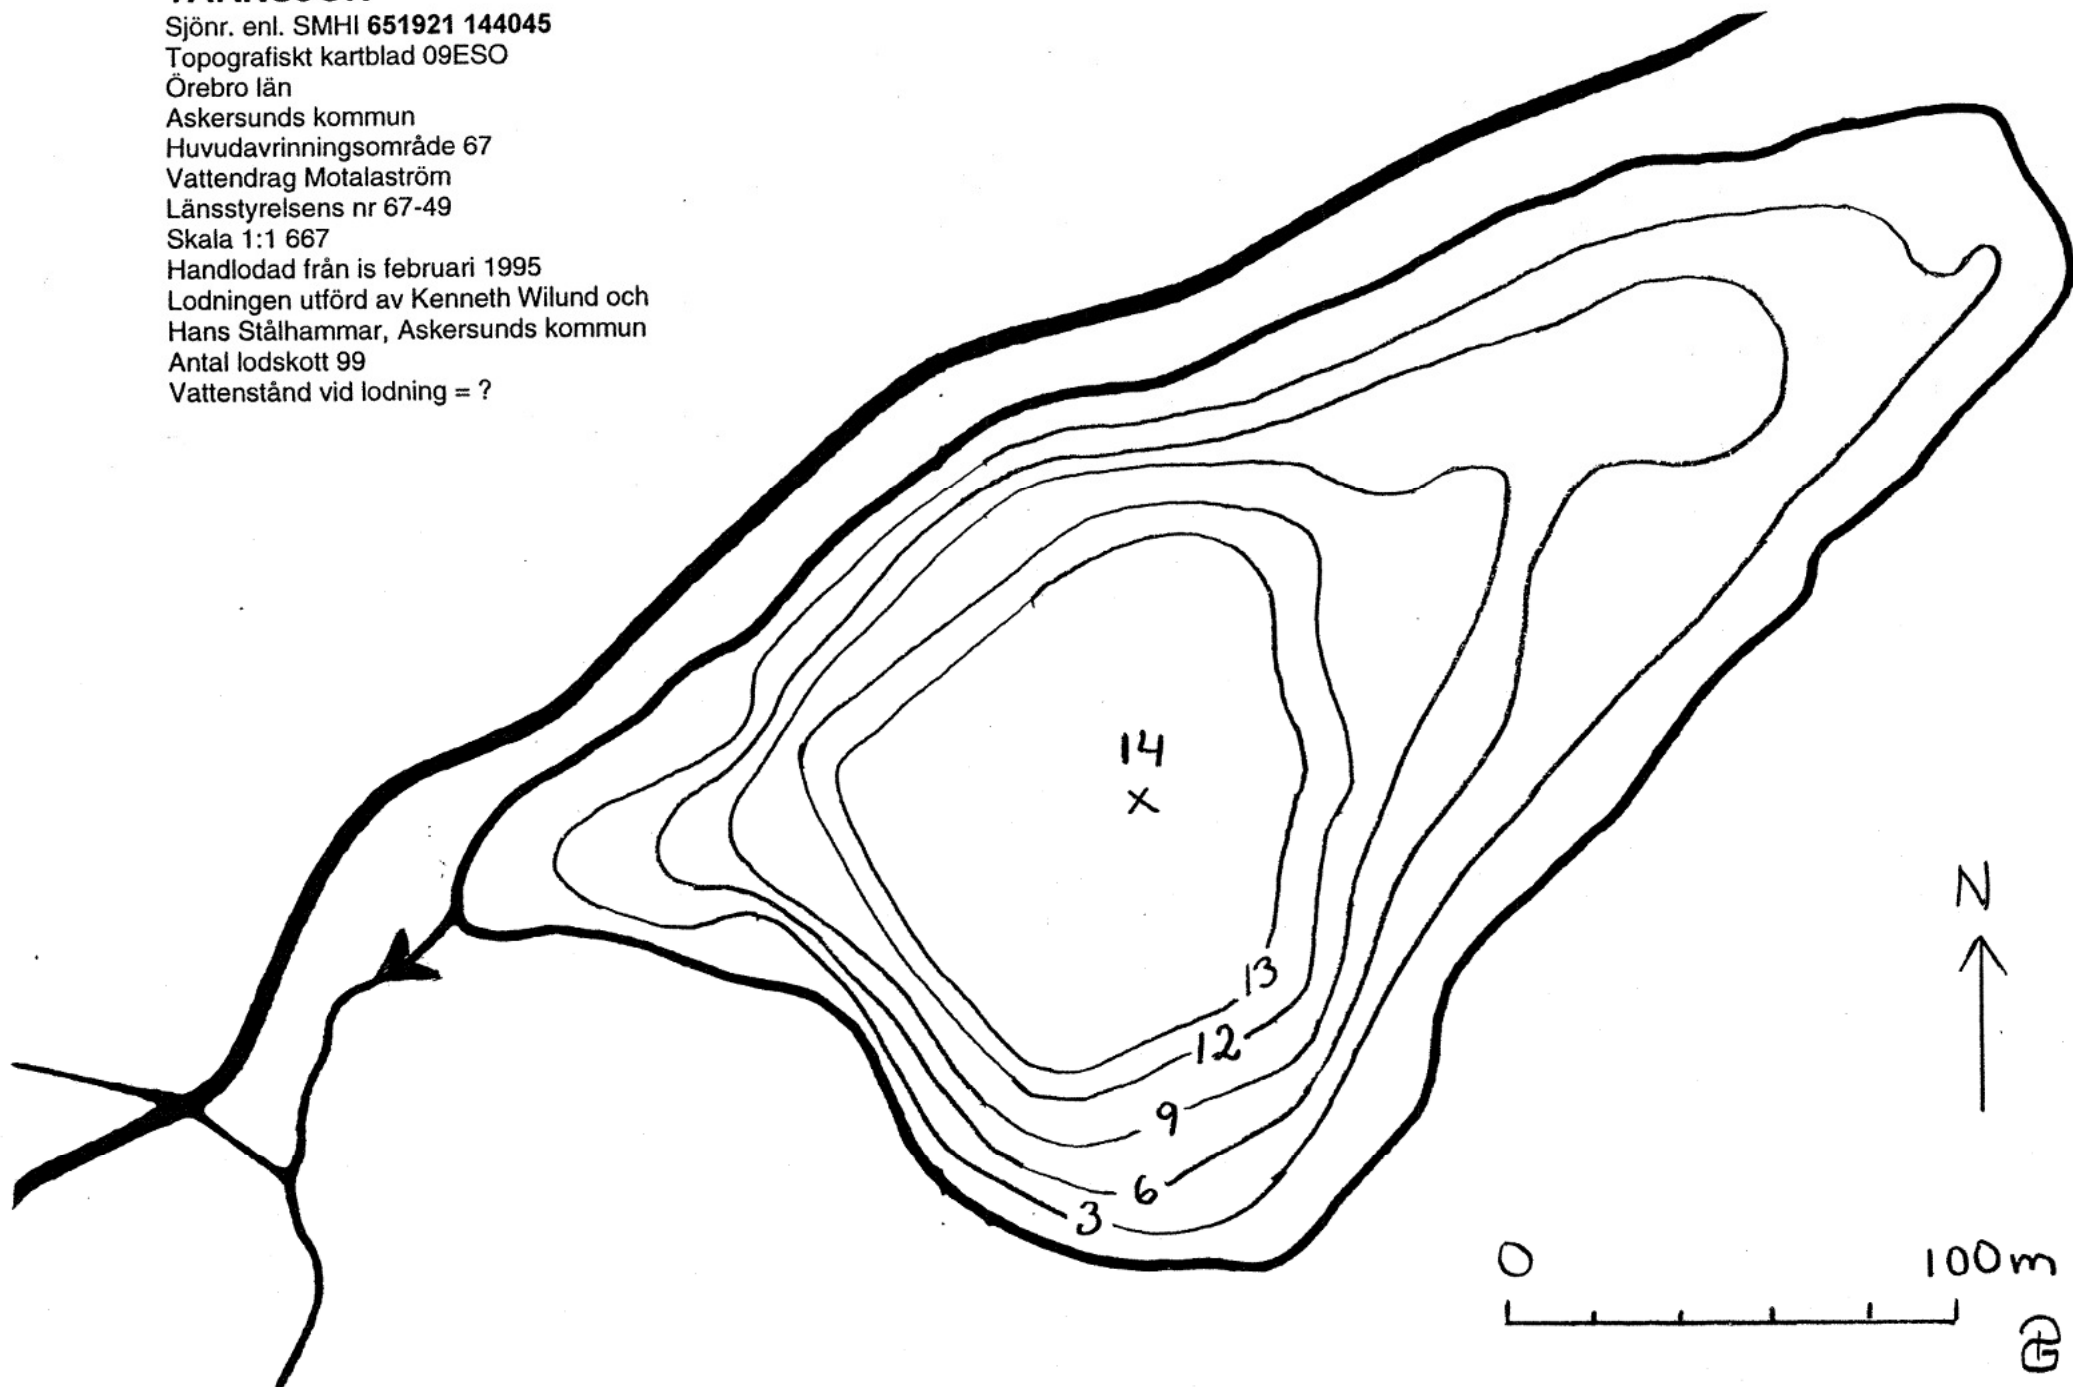 Sjönr. enl. SMHI 651921 144045
Topografiskt kartblad 09ESO
Örebro län
Askersunds kommun
Huvudavrinningsområde 67
Vattendrag Motalaström
Länsstyrelsens nr 67-49
Skala 1:1 667
Handlodad från is februari 1995
Lodningen utförd av Kenneth Wilund och
Hans Stålhammar, Askersunds kommun
Antal lodskott 99
Vattenstånd vid lodning = ?
14
x
N
13
12
9
6
3
0 100m